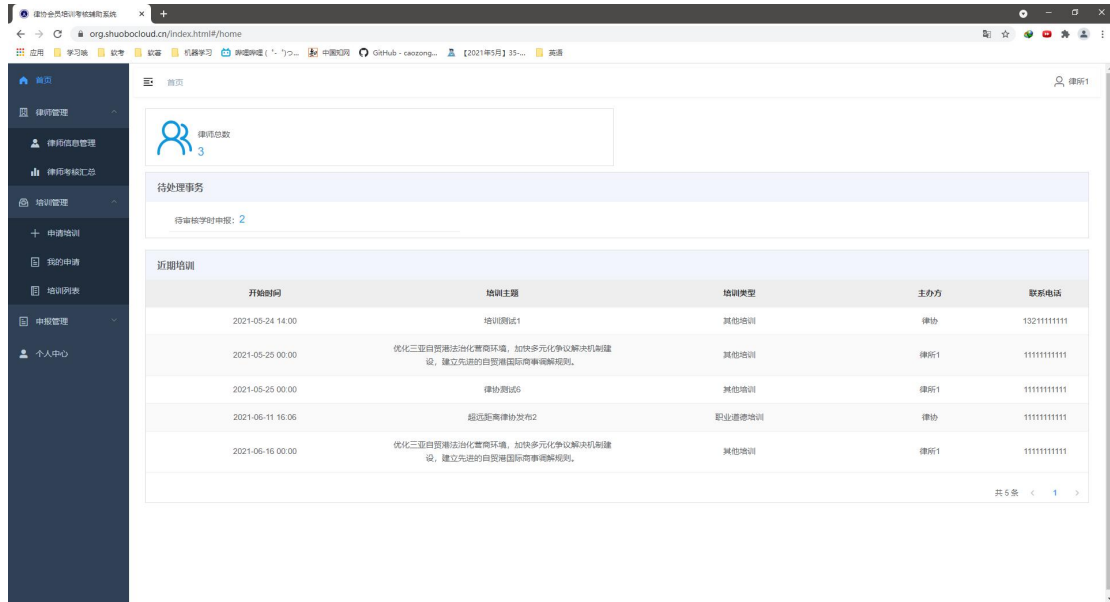 律协会员培训考核辅助系统
org.shuobocloud.cn/index.html#/home
应用 学习啦 软考 软著 机器学习 哔哩哔哩 ( ゜- ゜)つ... 中国知网 GitHub - caozong... 【2021年5月】35-... 英语
首页
首页
律所1
律师管理
律师总数
3
律师信息管理
律师考核汇总
待处理事务
培训管理
待审核学时申报: 2
申请培训
我的申请
近期培训
培训列表
开始时间 培训主题 培训类型 主办方 联系电话
申报管理
2021-05-24 14:00 培训测试1 其他培训 律协 13211111111
个人中心
优化三亚自贸港法治化营商环境，加快多元化争议解决机制建
2021-05-25 00:00 其他培训 律所1 11111111111
设，建立先进的自贸港国际商事调解规则。
2021-05-25 00:00 律协测试6 其他培训 律所1 11111111111
2021-06-11 16:06 超远距离律协发布2 职业道德培训 律协 11111111111
优化三亚自贸港法治化营商环境，加快多元化争议解决机制建
2021-06-16 00:00 其他培训 律所1 11111111111
设，建立先进的自贸港国际商事调解规则。
共 5 条 1